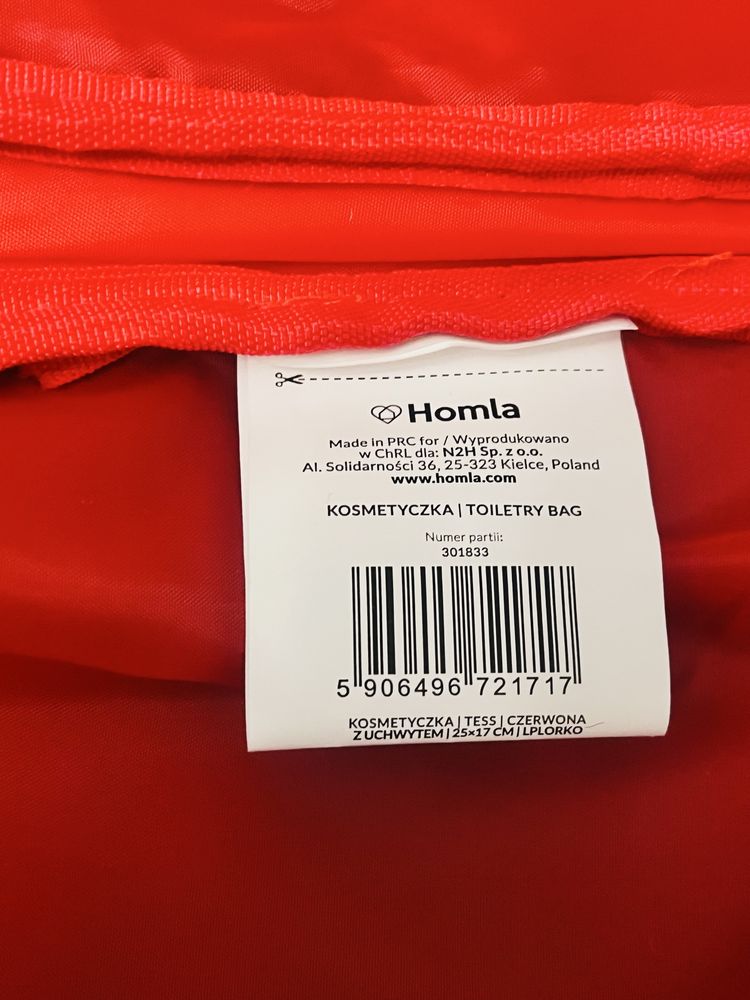 Homla
Made in PRC for / Wyprodukowano
w ChRL dla: N2H Sp. z o.o.
Al. Solidarności 36, 25-323 Kielce, Poland
www.homla.com
KOSMETYCZKA | TOILETRY BAG
Numer partii:
301833
5 906496 721717
KOSMETYCZKA | TESS | CZERWONA
Z UCHWYTEM | 25×17 CM | LPLORKO